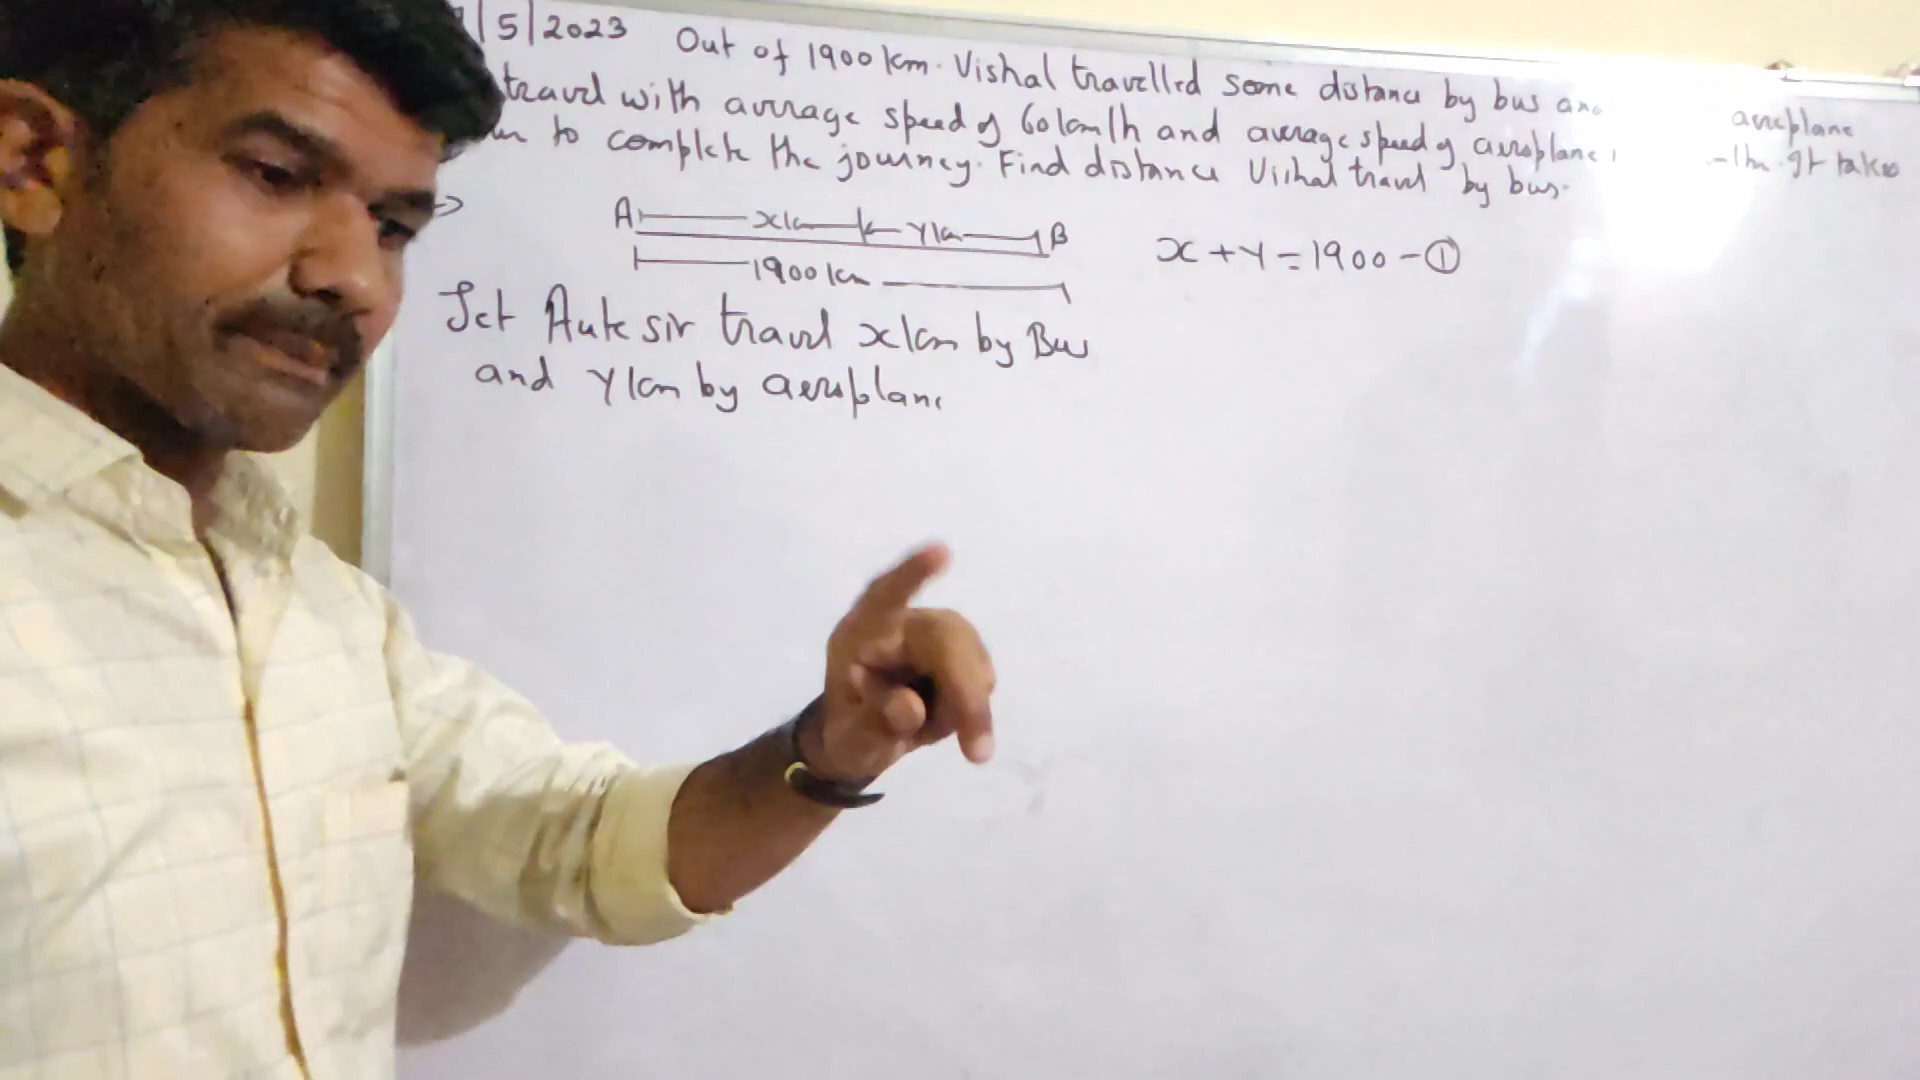 5|2023 Out of 1900 km. Vishal travelled some distance by bus and aeroplane
travel with average speed of 60 km/h and average speed of aeroplane it takes
to complete the journey. Find distance Vishal travel by bus.
→ A x km y km B x + y = 1900 - ①
1900 km
Let sir travel x km by Bus
and y km by aeroplane